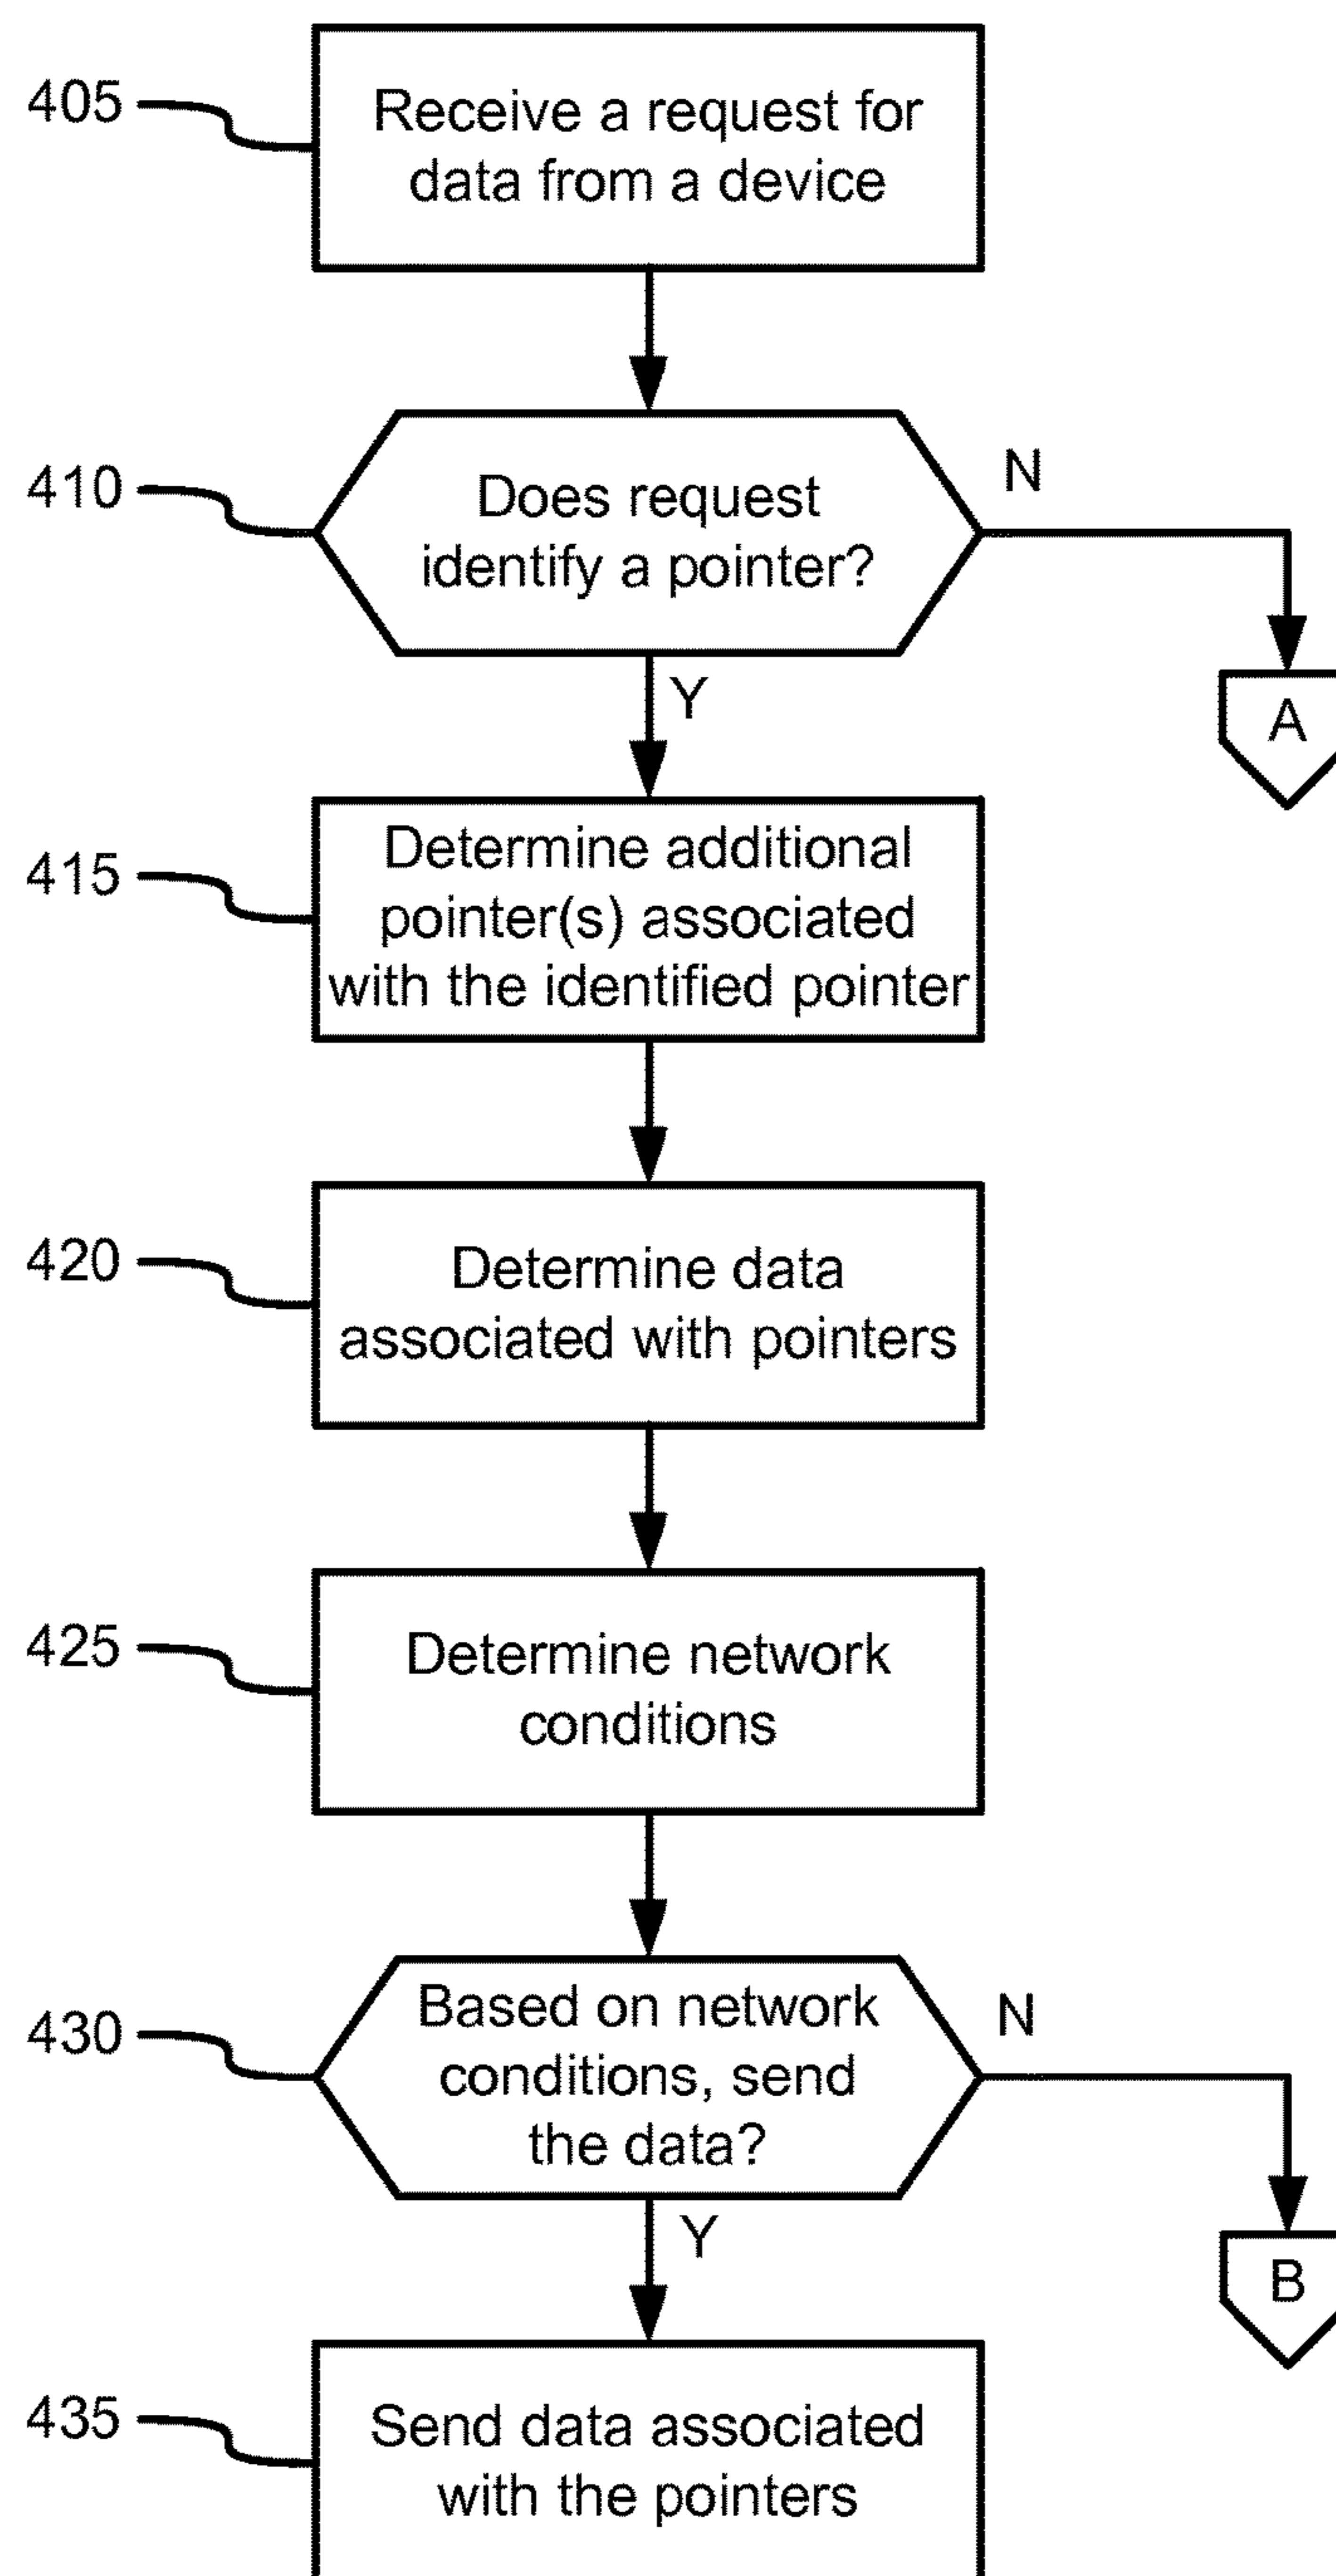 405
Receive a request for
data from a device
410
Does request
identify a pointer?
N
A
Y
415
Determine additional
pointer(s) associated
with the identified pointer
420
Determine data
associated with pointers
425
Determine network
conditions
430
Based on network
conditions, send
the data?
N
B
Y
435
Send data associated
with the pointers